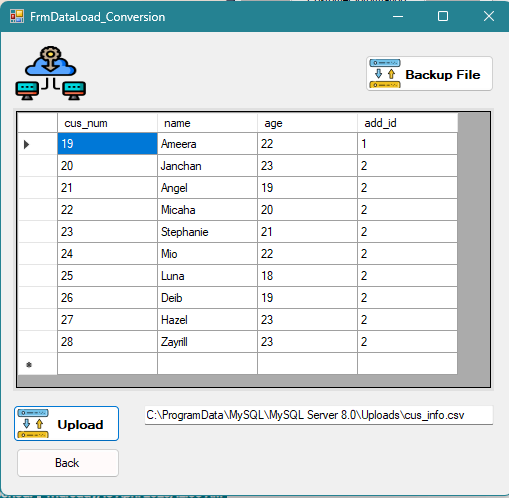 FrmDataLoad_Conversion
Backup File
cus_num name age add_id
19 Ameera 22 1
20 Janchan 23 2
21 Angel 19 2
22 Micaha 20 2
23 Stephanie 21 2
24 Mio 22 2
25 Luna 18 2
26 Deib 19 2
27 Hazel 23 2
28 Zayrill 23 2
Upload
C:\ProgramData\MySQL\MySQL Server 8.0\Uploads\cus_info.csv
Back